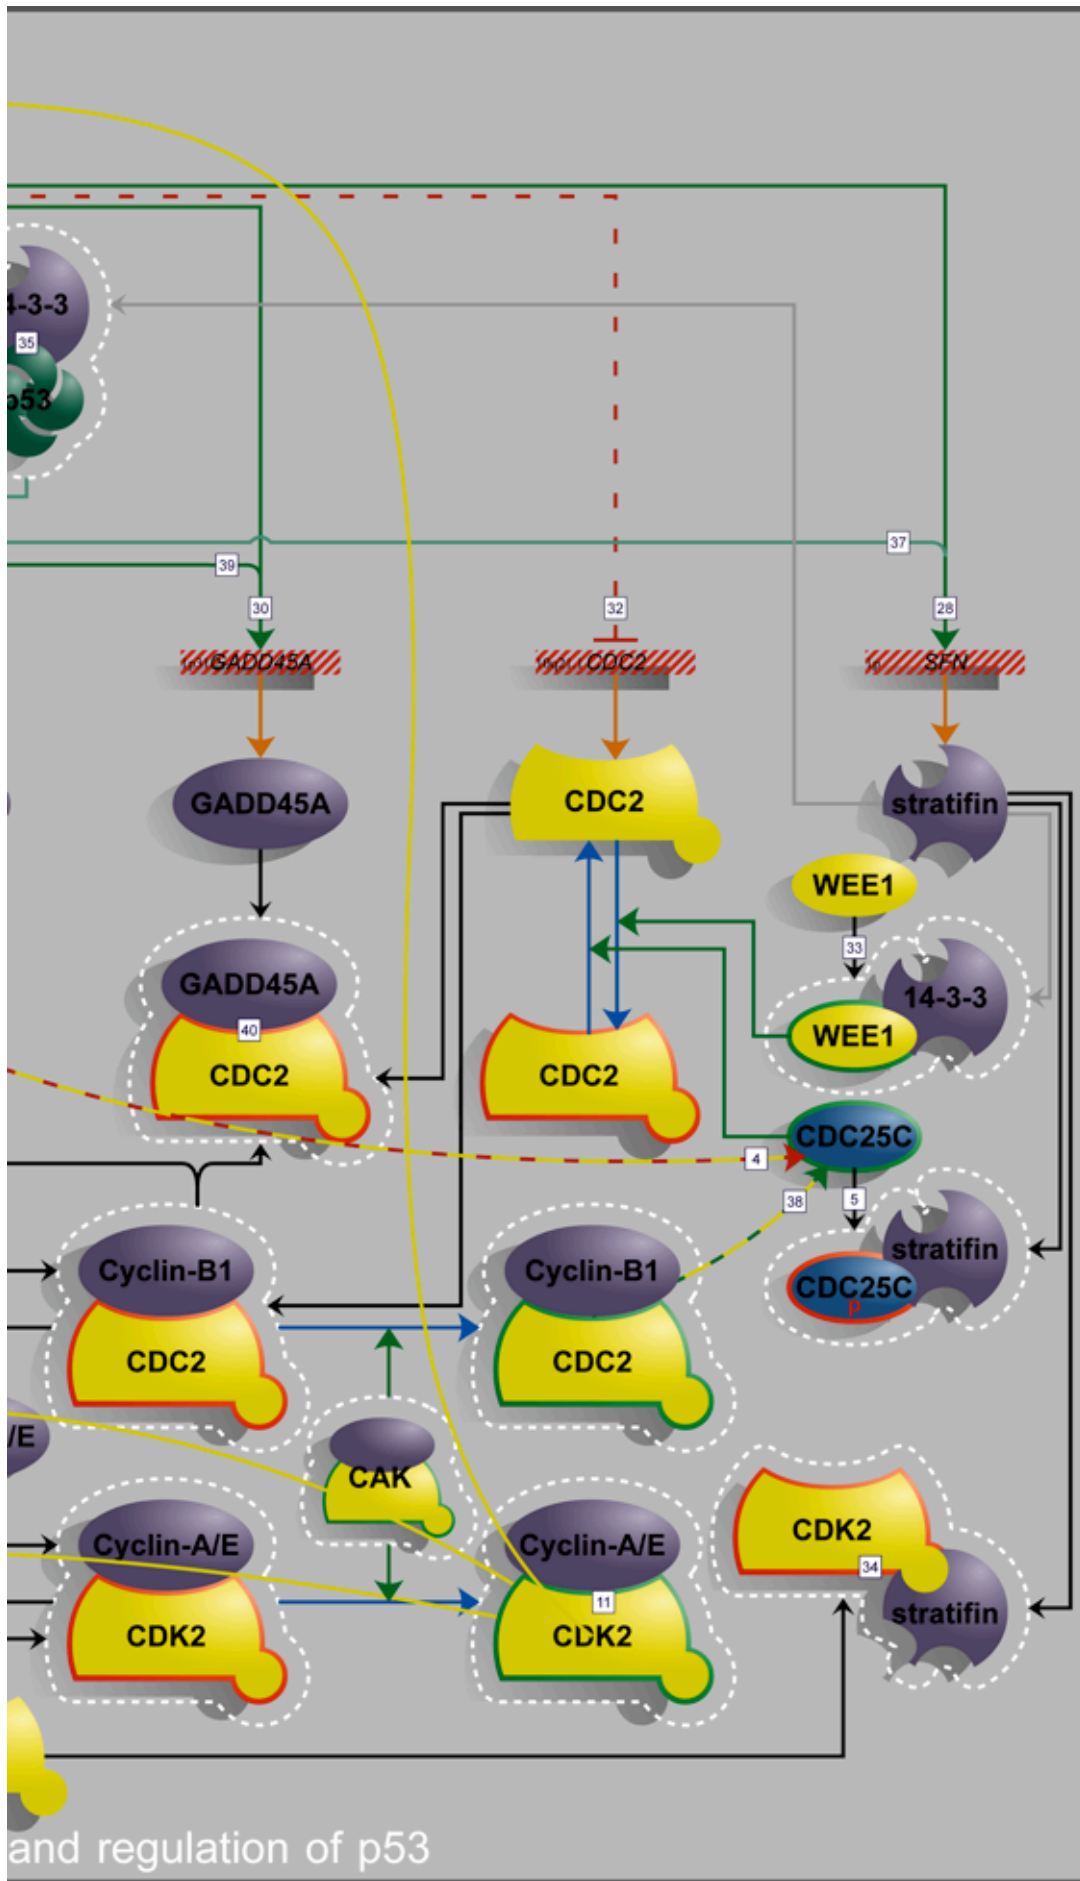 4-3-3
35
p53
37
39
30
32
28
GADD45A
CDC2
SFN
GADD45A
CDC2
stratifin
WEE1
33
GADD45A
14-3-3
40
WEE1
CDC2
CDC2
CDC25C
4
38
5
Cyclin-B1
Cyclin-B1
stratifin
CDC25C
p
CDC2
CDC2
/E
CAK
Cyclin-A/E
Cyclin-A/E
CDK2
34
11
stratifin
CDK2
CDK2
and regulation of p53